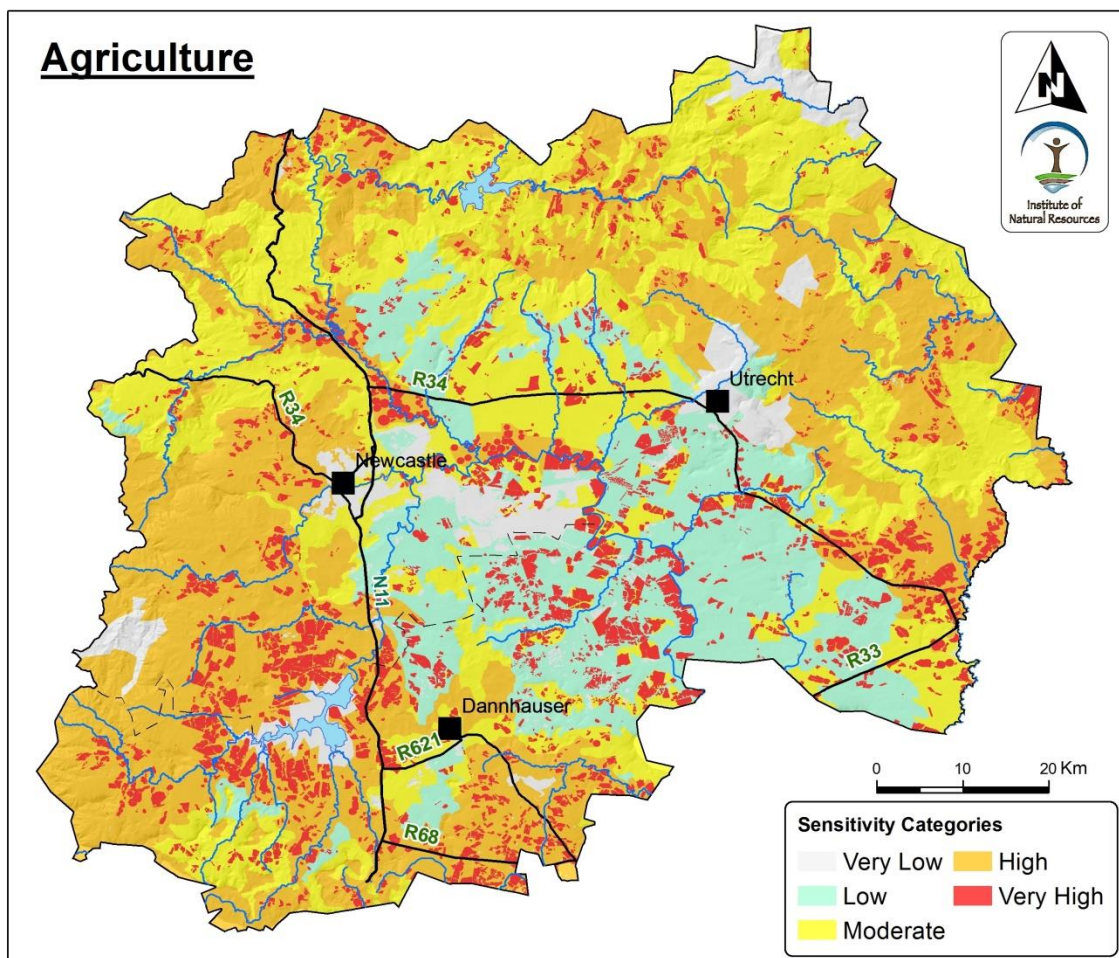 Agriculture
N
Institute of
Natural Resources
R34
Utrecht
R34
Newcastle
N11
R33
Dannhauser
R621
R68
0 10 20 Km
Sensitivity Categories
Very Low
High
Low
Very High
Moderate